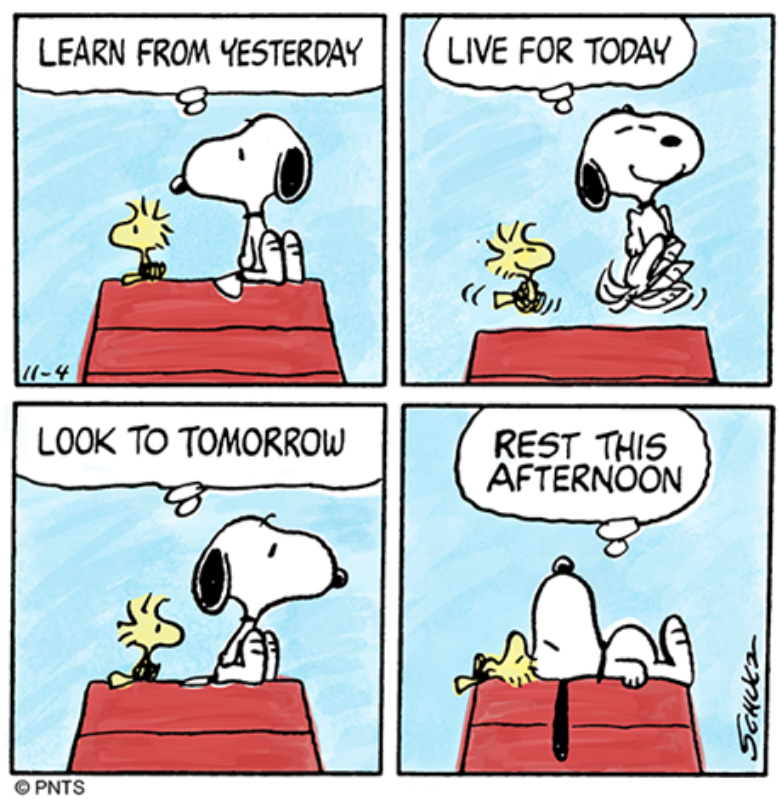 LEARN FROM YESTERDAY
11-4
LIVE FOR TODAY
LOOK TO TOMORROW
REST THIS
AFTERNOON
SCHULZ
© PNTS